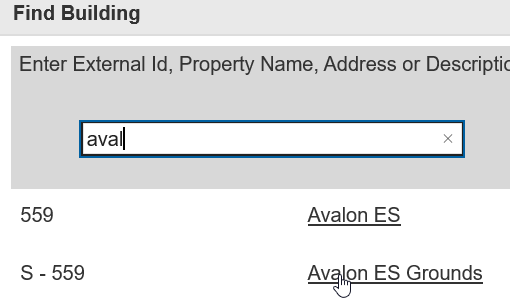 Find Building
Enter External Id, Property Name, Address or Descriptio
aval
559 Avalon ES
S - 559 Avalon ES Grounds